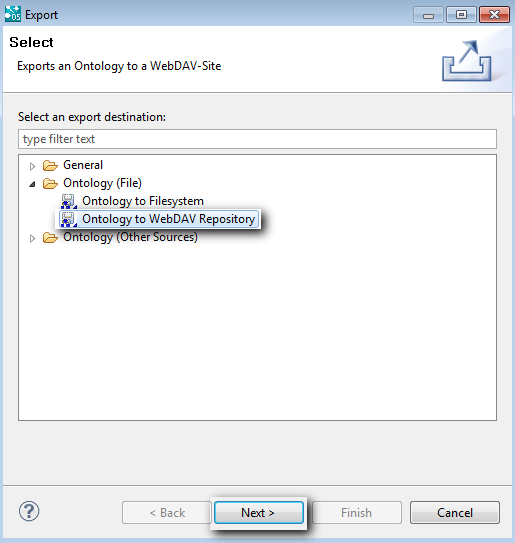 Export
Select
Exports an Ontology to a WebDAV-Site
Select an export destination:
type filter text
General
Ontology (File)
Ontology to Filesystem
Ontology to WebDAV Repository
Ontology (Other Sources)
?
< Back
Next >
Finish
Cancel